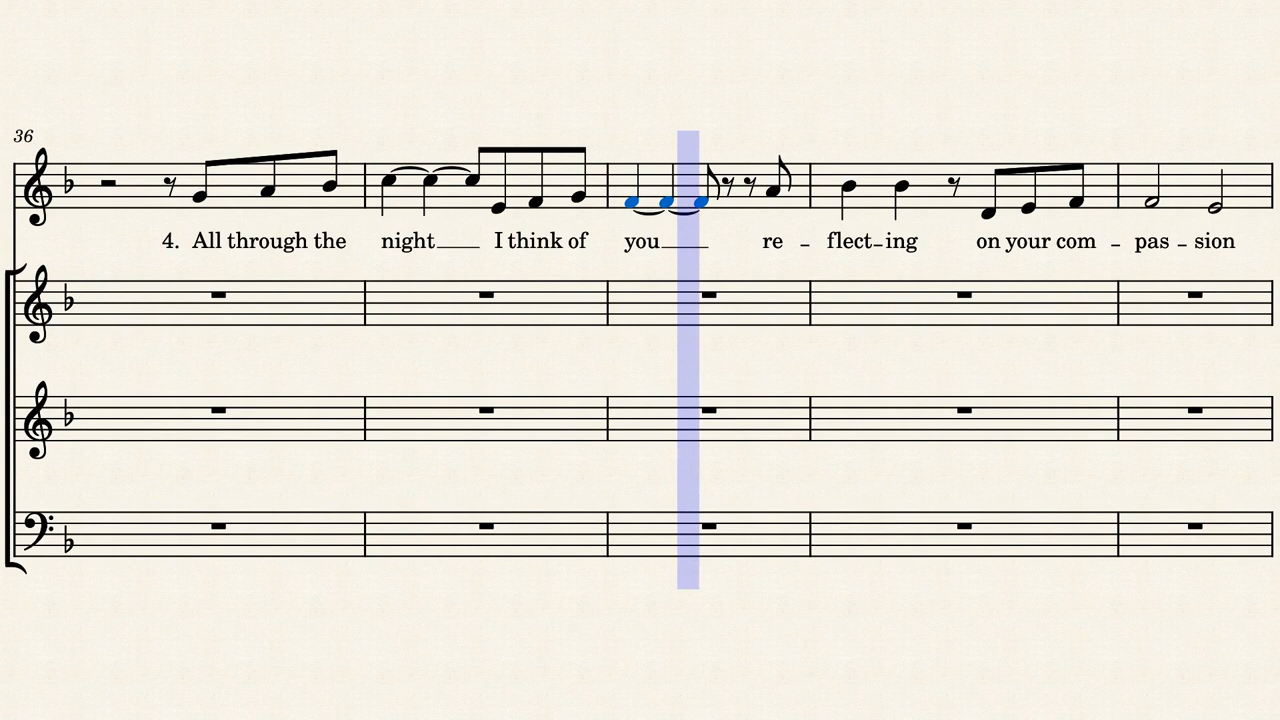 36
4. All through the night I think of you re - flect - ing on your com - pas - sion